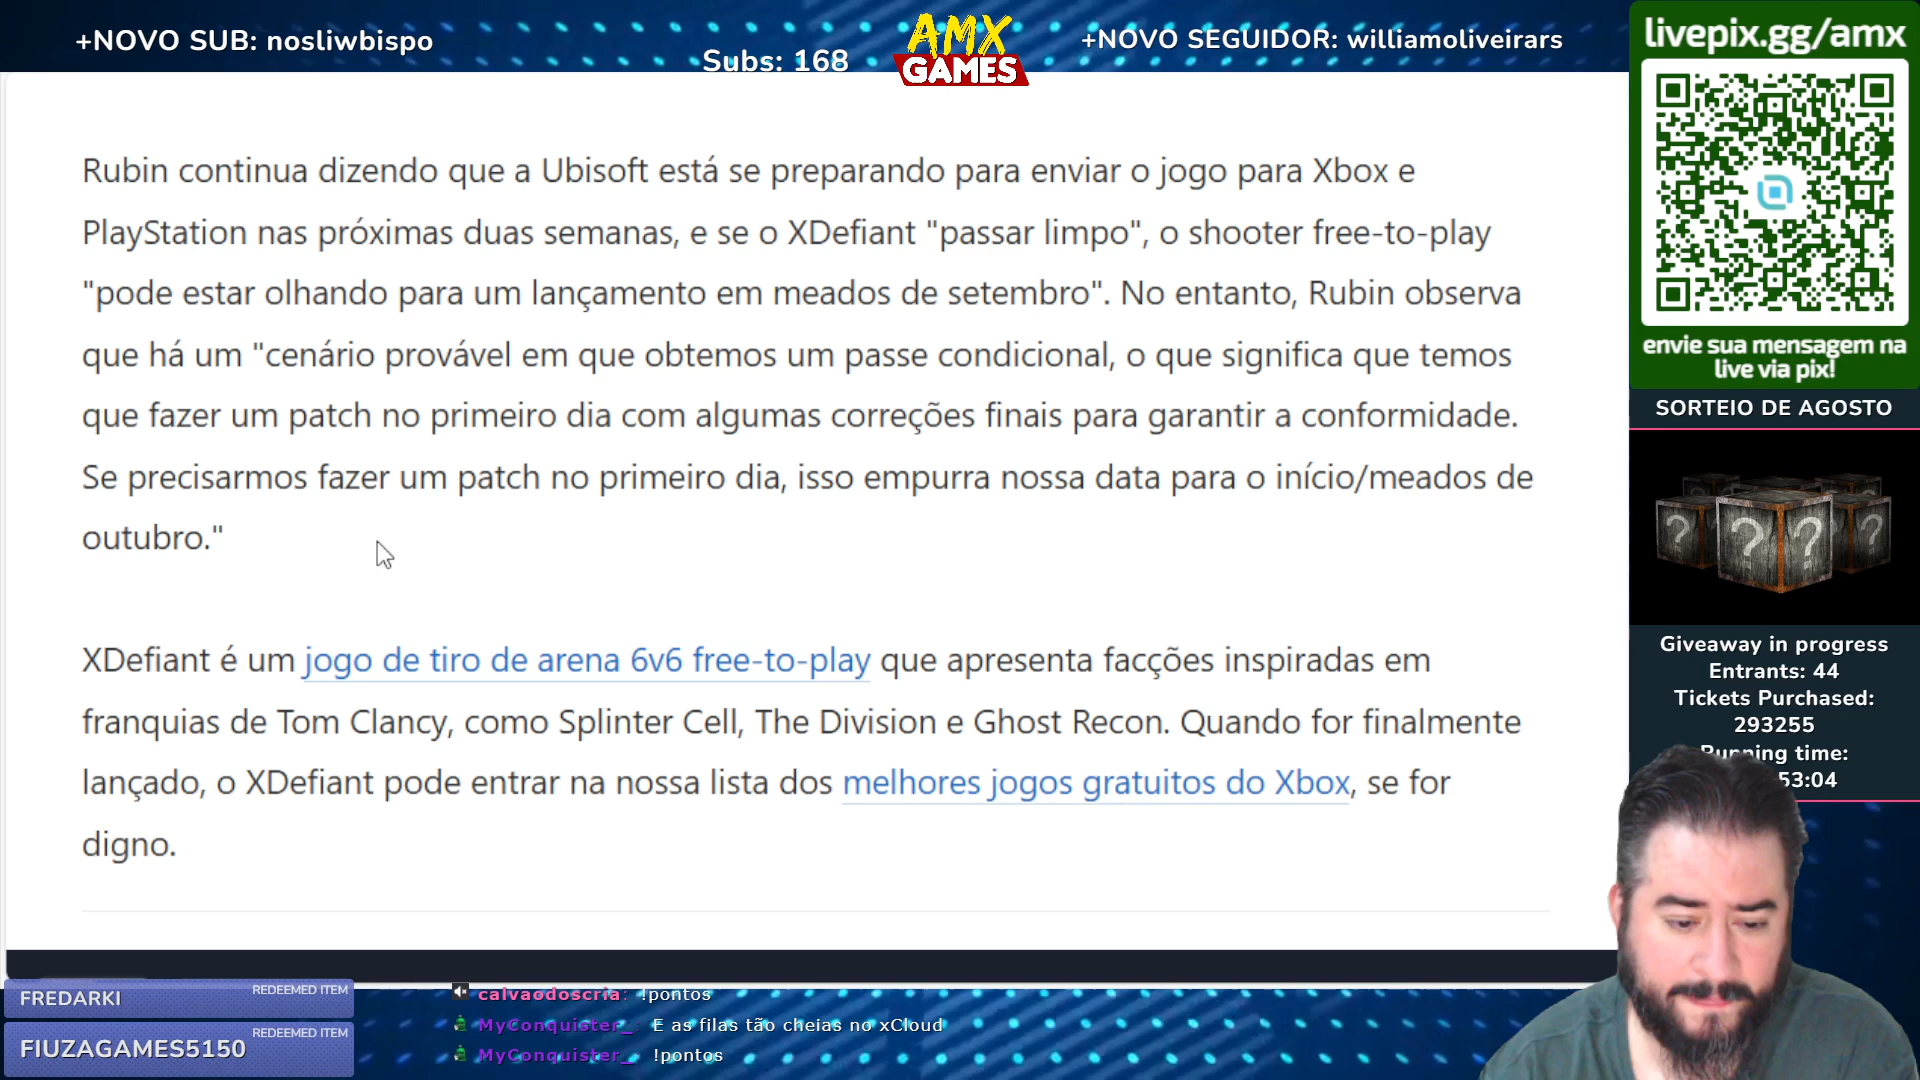 +NOVO SUB: nosliwbispo
Subs: 168
AMX
GAMES
+NOVO SEGUIDOR: williamoliveirars
livepix.gg/amx
envie sua mensagem na
live via pix!
SORTEIO DE AGOSTO
? ? ? ? ?
Giveaway in progress
Entrants: 44
Tickets Purchased:
293255
Running time:
53:04
Rubin continua dizendo que a Ubisoft está se preparando para enviar o jogo para Xbox e
PlayStation nas próximas duas semanas, e se o XDefiant "passar limpo", o shooter free-to-play
"pode estar olhando para um lançamento em meados de setembro". No entanto, Rubin observa
que há um "cenário provável em que obtemos um passe condicional, o que significa que temos
que fazer um patch no primeiro dia com algumas correções finais para garantir a conformidade.
Se precisarmos fazer um patch no primeiro dia, isso empurra nossa data para o início/meados de
outubro."
XDefiant é um jogo de tiro de arena 6v6 free-to-play que apresenta facções inspiradas em
franquias de Tom Clancy, como Splinter Cell, The Division e Ghost Recon. Quando for finalmente
lançado, o XDefiant pode entrar na nossa lista dos melhores jogos gratuitos do Xbox, se for
digno.
FREDARKI REDEEMED ITEM
FIUZAGAMES5150 REDEEMED ITEM
calvaodoscria: !pontos
MyConquister_: E as filas tão cheias no xCloud
MyConquister_: !pontos